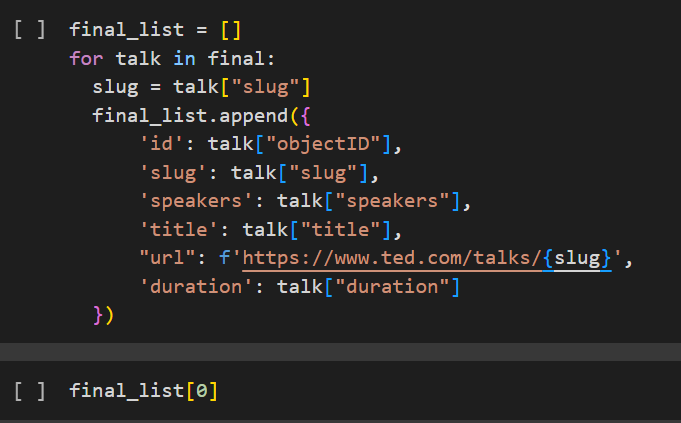 [ ] final_list = []
for talk in final:
  slug = talk["slug"]
  final_list.append({
      'id': talk["objectID"],
      'slug': talk["slug"],
      'speakers': talk["speakers"],
      'title': talk["title"],
      "url": f'https://www.ted.com/talks/{slug}',
      'duration': talk["duration"]
  })
[ ] final_list[0]